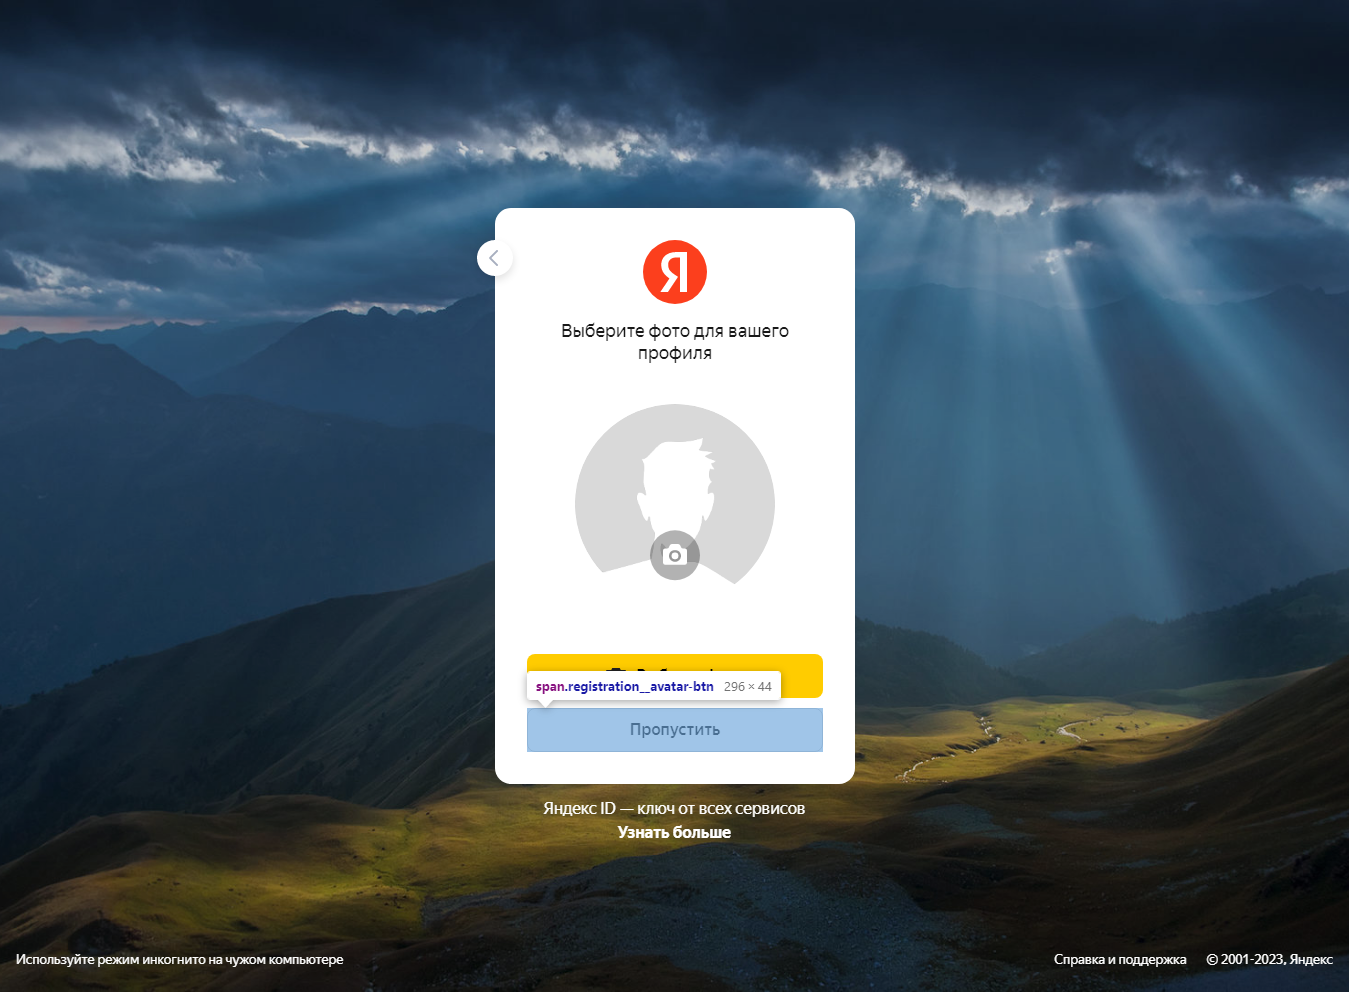 Я
Выберите фото для вашего
профиля
span.registration__avatar-btn 296 × 44
Пропустить
Яндекс ID — ключ от всех сервисов
Узнать больше
Используйте режим инкогнито на чужом компьютере
Справка и поддержка © 2001-2023, Яндекс